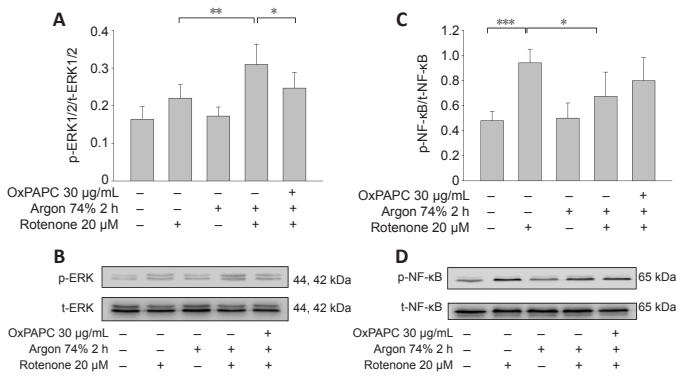 A
** *
p-ERK1/2/t-ERK1/2
0.4
0.3
0.2
0.1
0
OxPAPC 30 µg/mL – – – – +
Argon 74% 2 h – – + + +
Rotenone 20 µM – + – + +
B
p-ERK 44, 42 kDa
t-ERK 44, 42 kDa
OxPAPC 30 µg/mL – – – – +
Argon 74% 2 h – – + + +
Rotenone 20 µM – + – + +
C
*** *
p-NF-κB/t-NF-κB
1.2
1.0
0.8
0.6
0.4
0.2
0
OxPAPC 30 µg/mL – – – – +
Argon 74% 2 h – – + + +
Rotenone 20 µM – + – + +
D
p-NF-κB 65 kDa
t-NF-κB 65 kDa
OxPAPC 30 µg/mL – – – – +
Argon 74% 2 h – – + + +
Rotenone 20 µM – + – + +